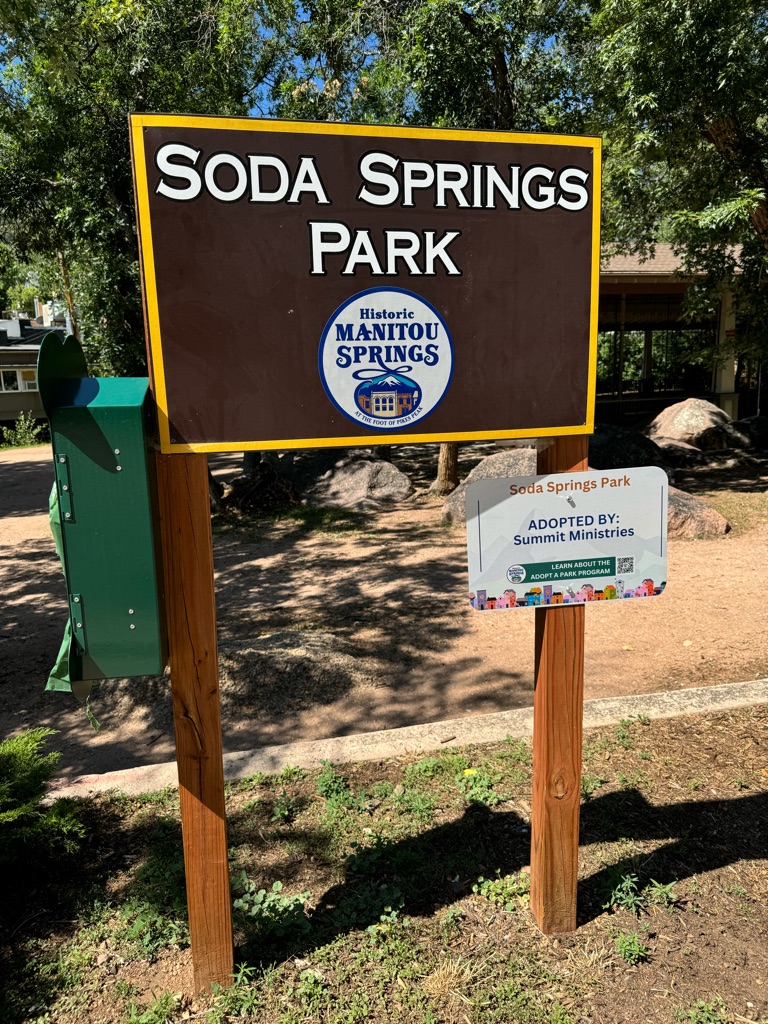 SODA SPRINGS
PARK
Historic
MANITOU
SPRINGS
AT THE FOOT OF PIKES PEAK
Soda Springs Park
ADOPTED BY:
Summit Ministries
LEARN ABOUT THE
ADOPT A PARK PROGRAM